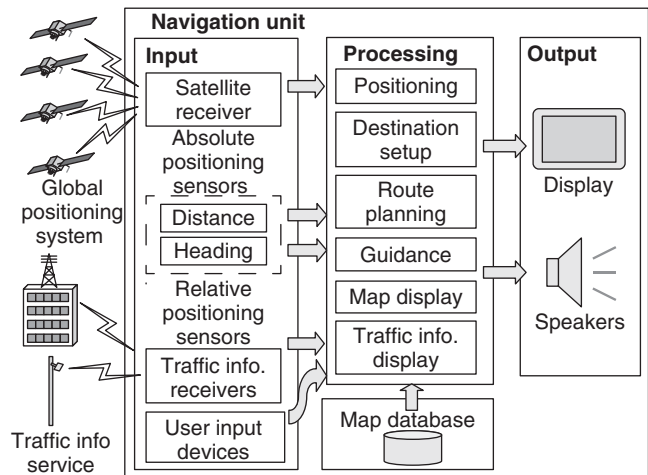 Navigation unit
Input
Processing
Output
Satellite
receiver
Absolute
positioning
sensors
Distance
Heading
Relative
positioning
sensors
Traffic info.
receivers
User input
devices
Positioning
Destination
setup
Route
planning
Guidance
Map display
Traffic info.
display
Map database
Display
Speakers
Global
positioning
system
Traffic info
service